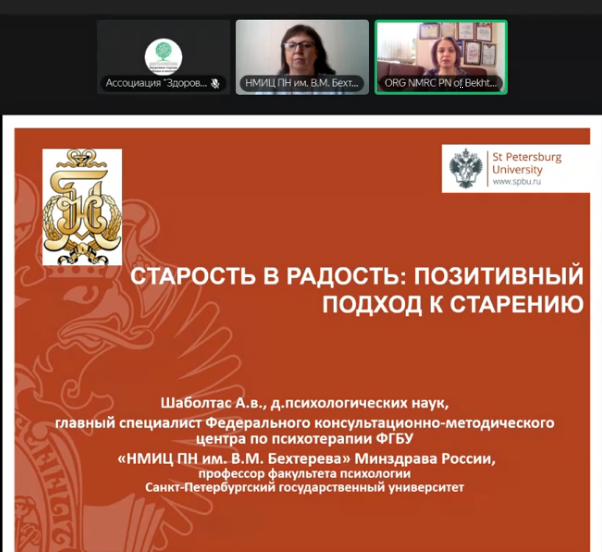 Ассоциация "Здоров...
НМИЦ ПН им. В.М. Бехт...
ORG NMRC PN of Bekht...
St Petersburg
University
www.spbu.ru
СТАРОСТЬ В РАДОСТЬ: ПОЗИТИВНЫЙ
ПОДХОД К СТАРЕНИЮ
Шаболтас А.в., д.психологических наук,
главный специалист Федерального консультационно-методического
центра по психотерапии ФГБУ
«НМИЦ ПН им. В.М. Бехтерева» Минздрава России,
профессор факультета психологии
Санкт-Петербургский государственный университет